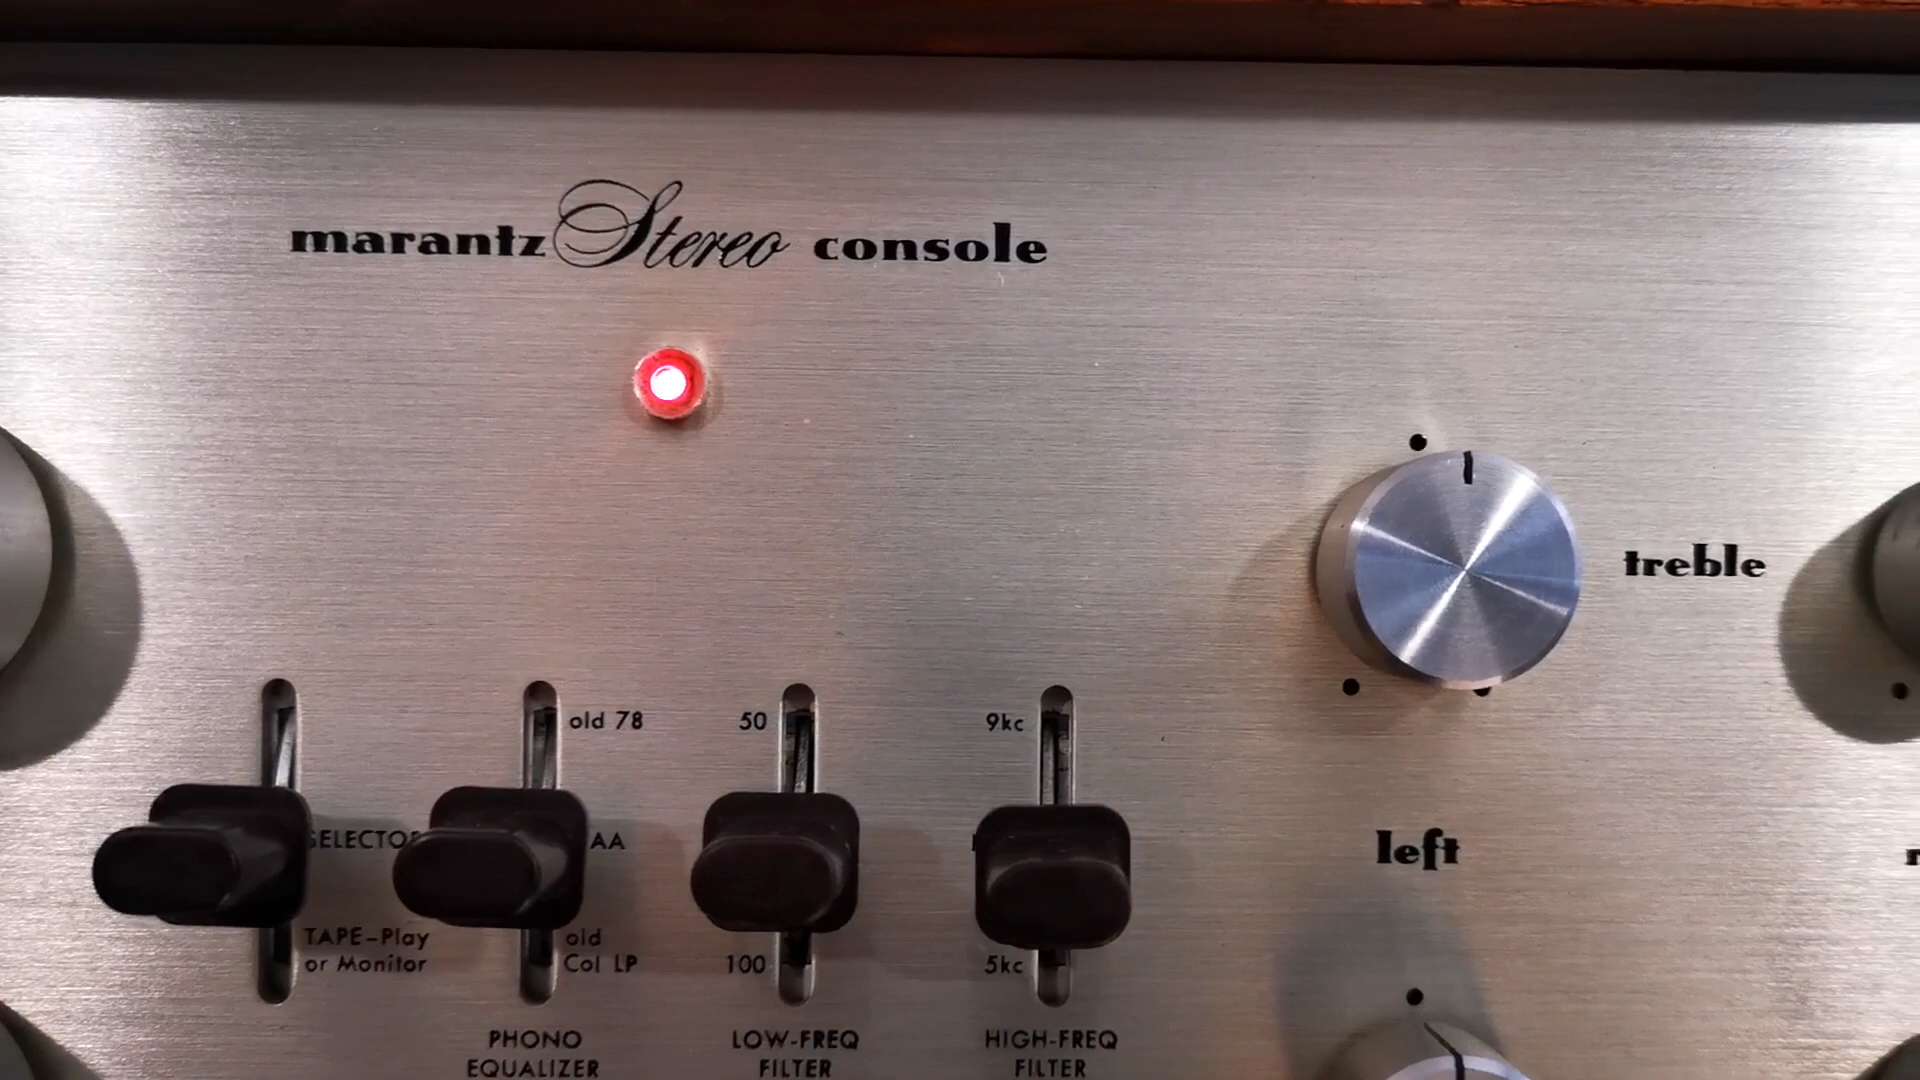 marantz Stereo console
treble
old 78
50
9kc
SELECTOR
AA
left
TAPE-Play
or Monitor
old
Col LP
100
5kc
PHONO
EQUALIZER
LOW-FREQ
FILTER
HIGH-FREQ
FILTER